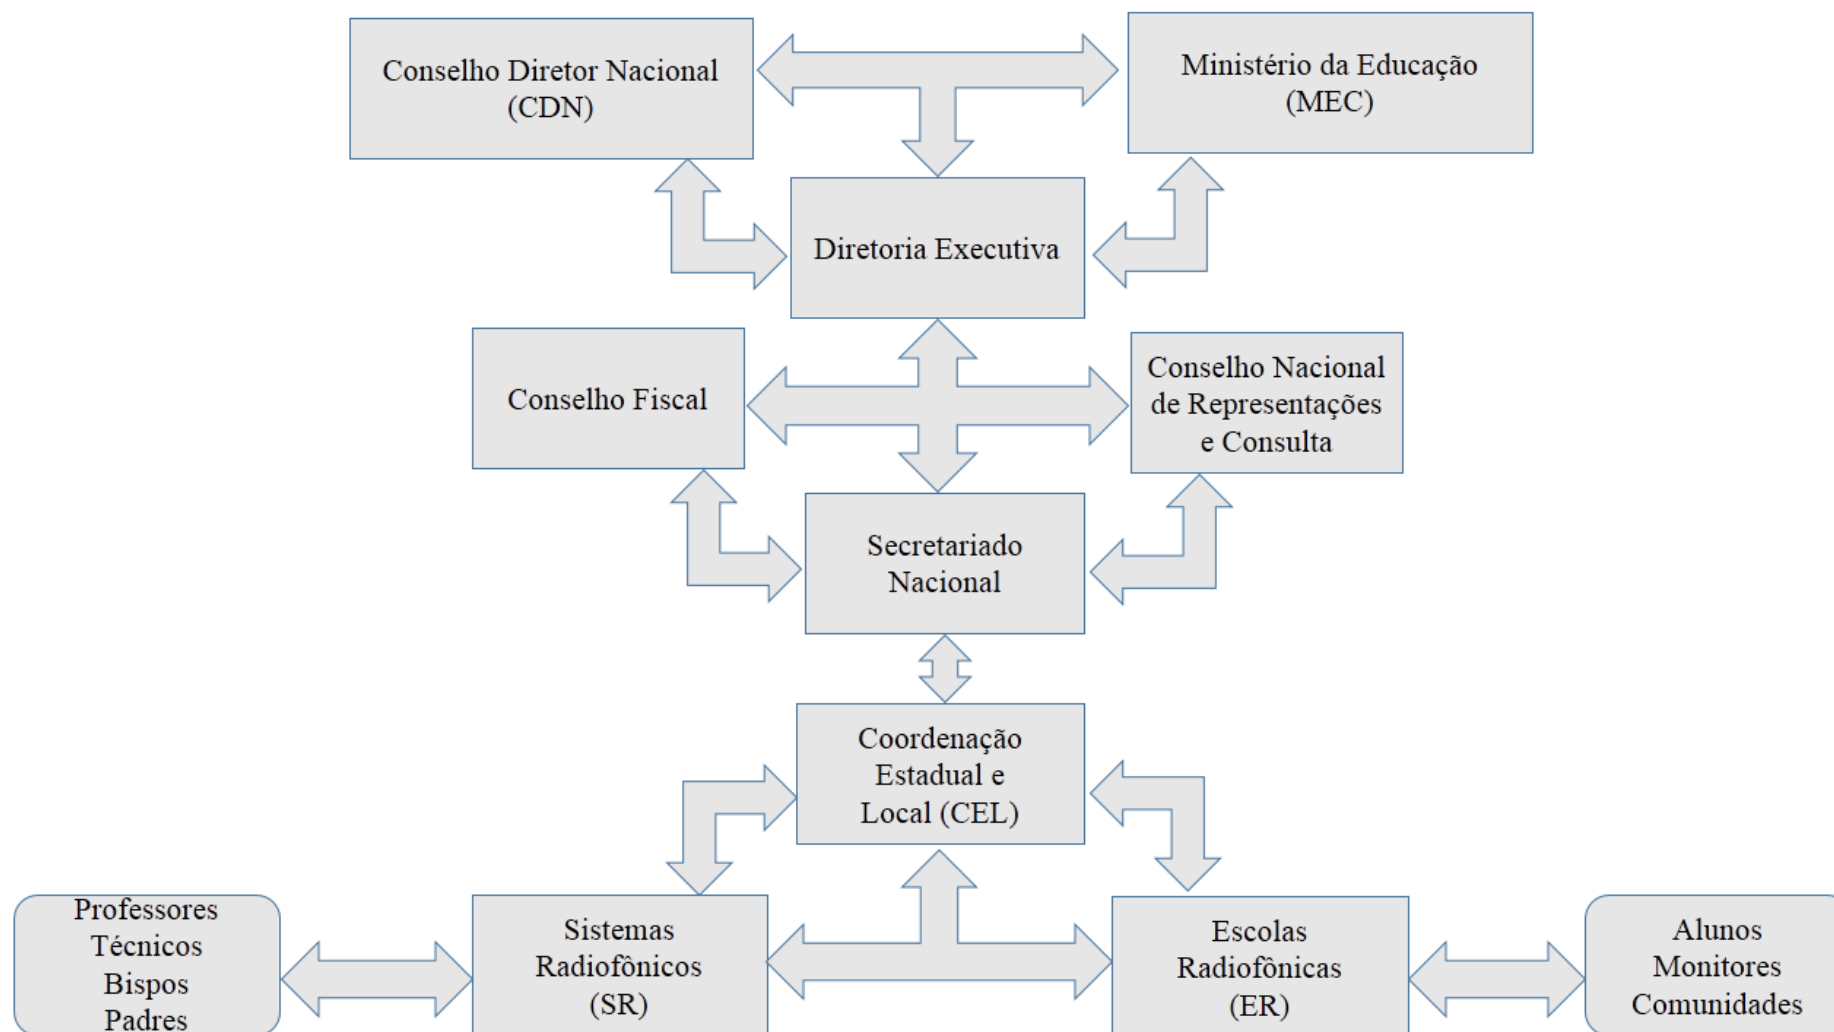 Conselho Diretor Nacional
(CDN)
Ministério da Educação
(MEC)
Diretoria Executiva
Conselho Fiscal
Conselho Nacional
de Representações
e Consulta
Secretariado
Nacional
Coordenação
Estadual e
Local (CEL)
Professores
Técnicos
Bispos
Padres
Sistemas
Radiofônicos
(SR)
Escolas
Radiofônicas
(ER)
Alunos
Monitores
Comunidades